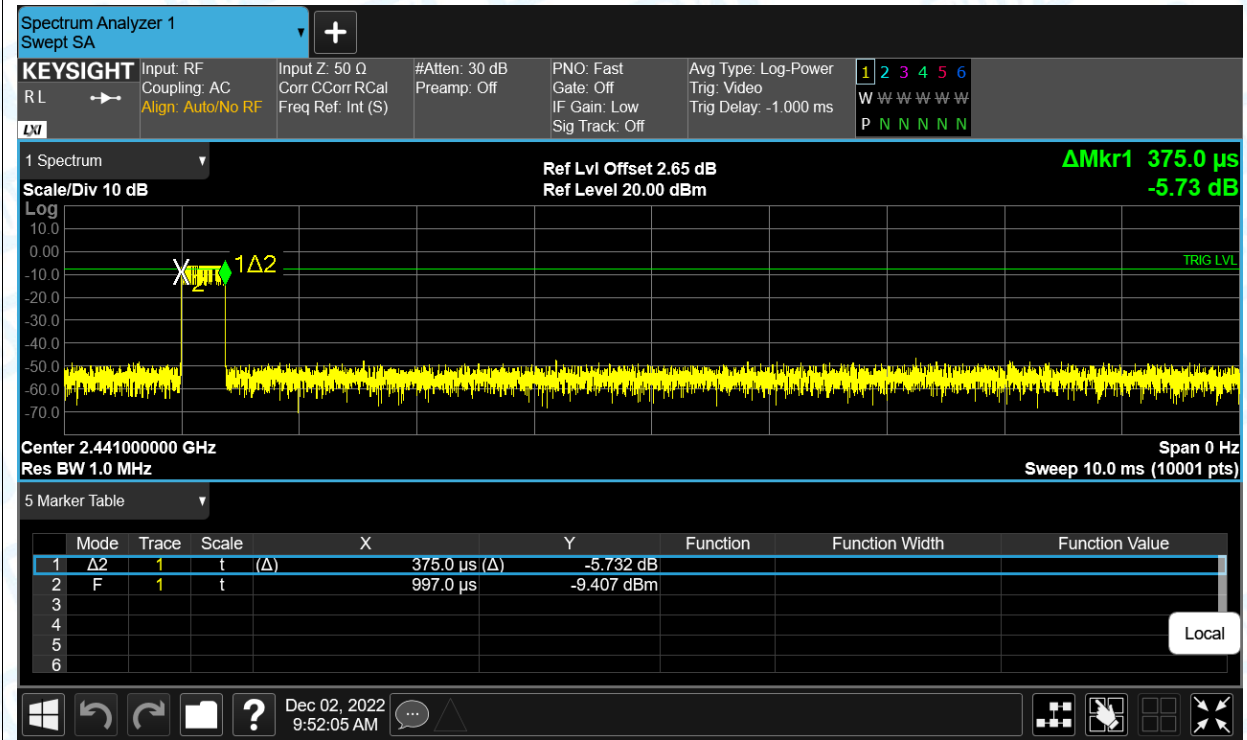 Spectrum Analyzer 1
Swept SA
KEYSIGHT
R L
LXI
Input: RF
Coupling: AC
Align: Auto/No RF
Input Z: 50 Ω
Corr CCorr RCal
Freq Ref: Int (S)
#Atten: 30 dB
Preamp: Off
PNO: Fast
Gate: Off
IF Gain: Low
Sig Track: Off
Avg Type: Log-Power
Trig: Video
Trig Delay: -1.000 ms
1 2 3 4 5 6
W W W W W W
P N N N N N
1 Spectrum
Scale/Div 10 dB
Ref Lvl Offset 2.65 dB
Ref Level 20.00 dBm
ΔMkr1 375.0 µs
-5.73 dB
Log
10.0
0.00
-10.0
-20.0
-30.0
-40.0
-50.0
-60.0
-70.0
X
2
1Δ2
TRIG LVL
Center 2.441000000 GHz
Span 0 Hz
Res BW 1.0 MHz
Sweep 10.0 ms (10001 pts)
5 Marker Table
Mode Trace Scale X Y Function Function Width Function Value
1 Δ2 1 t (Δ) 375.0 µs (Δ) -5.732 dB
2 F 1 t 997.0 µs -9.407 dBm
3
4
5
6
Local
?
Dec 02, 2022
9:52:05 AM